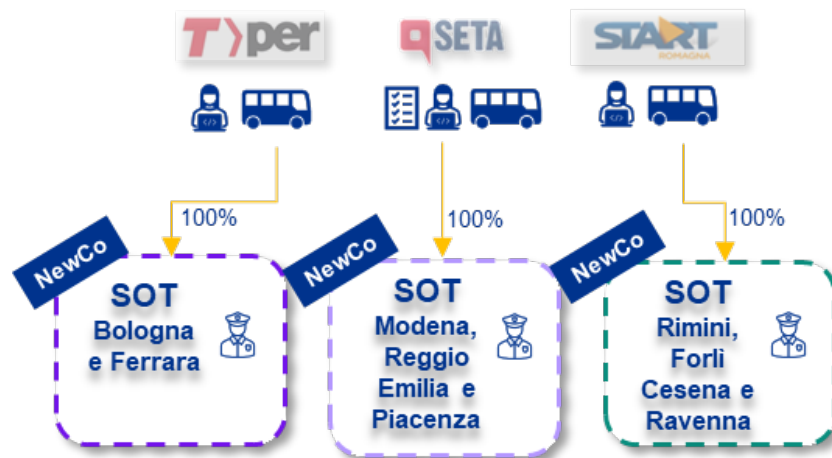 T>per
SETA
START
ROMAGNA
100%
100%
100%
NewCo
NewCo
NewCo
SOT
Bologna
e Ferrara
SOT
Modena,
Reggio
Emilia e
Piacenza
SOT
Rimini,
Forlì
Cesena e
Ravenna